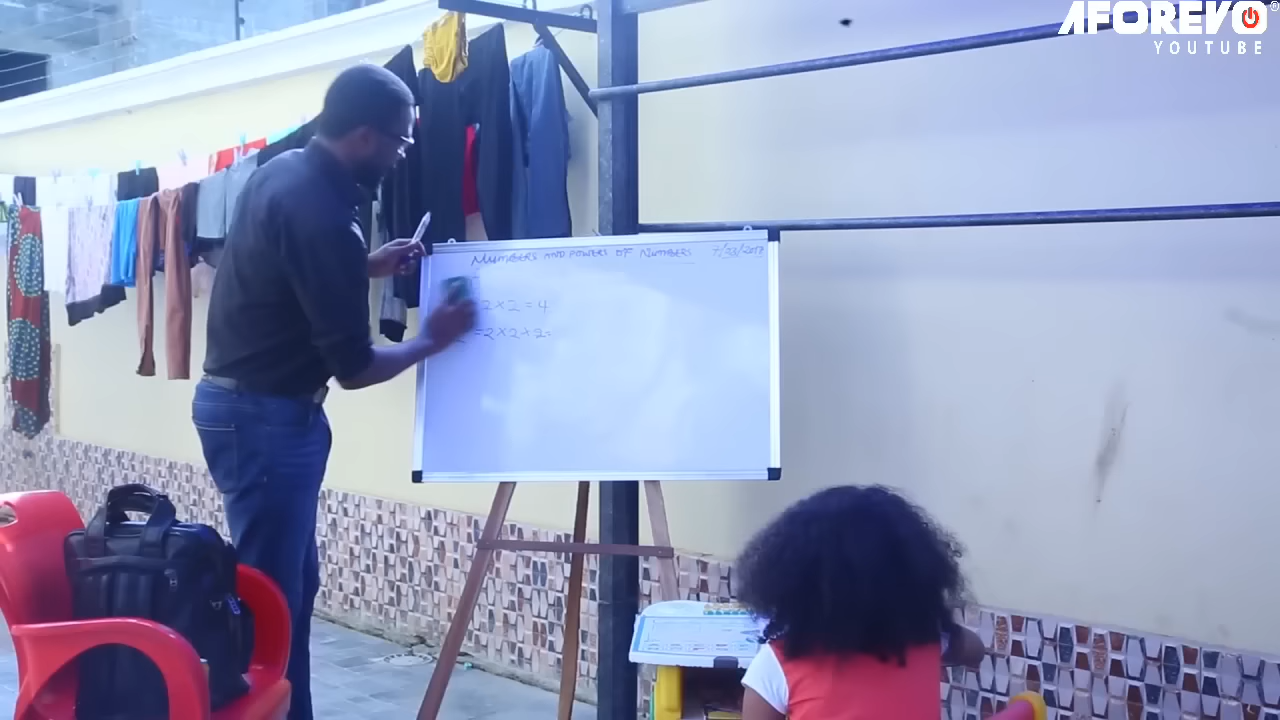 AFOREVO
YOUTUBE
NUMBERS AND POWERS OF NUMBERS
2 × 2 = 4
= 2 × 2 × 2 =